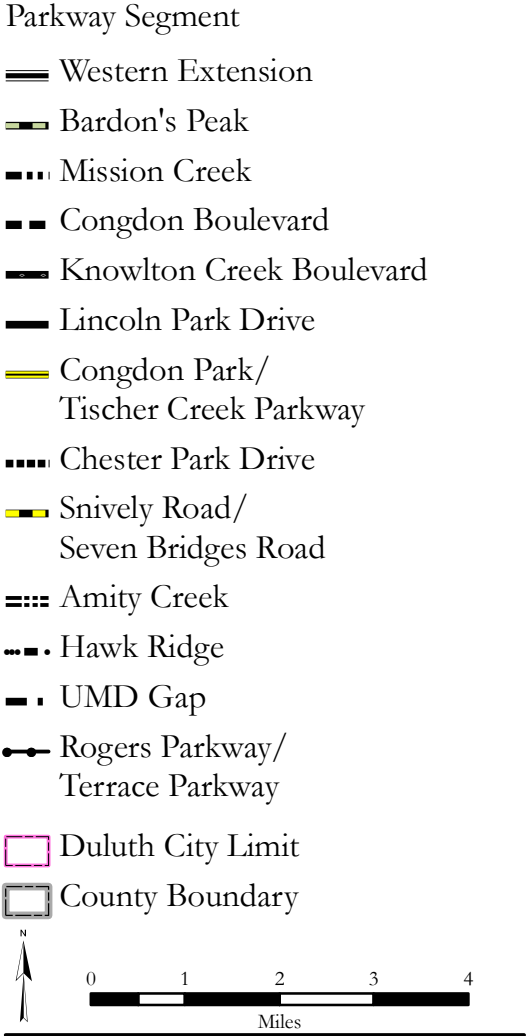 Parkway Segment
Western Extension
Bardon's Peak
Mission Creek
Congdon Boulevard
Knowlton Creek Boulevard
Lincoln Park Drive
Congdon Park/
Tischer Creek Parkway
Chester Park Drive
Snively Road/
Seven Bridges Road
Amity Creek
Hawk Ridge
UMD Gap
Rogers Parkway/
Terrace Parkway
Duluth City Limit
County Boundary
N
0 1 2 3 4
Miles